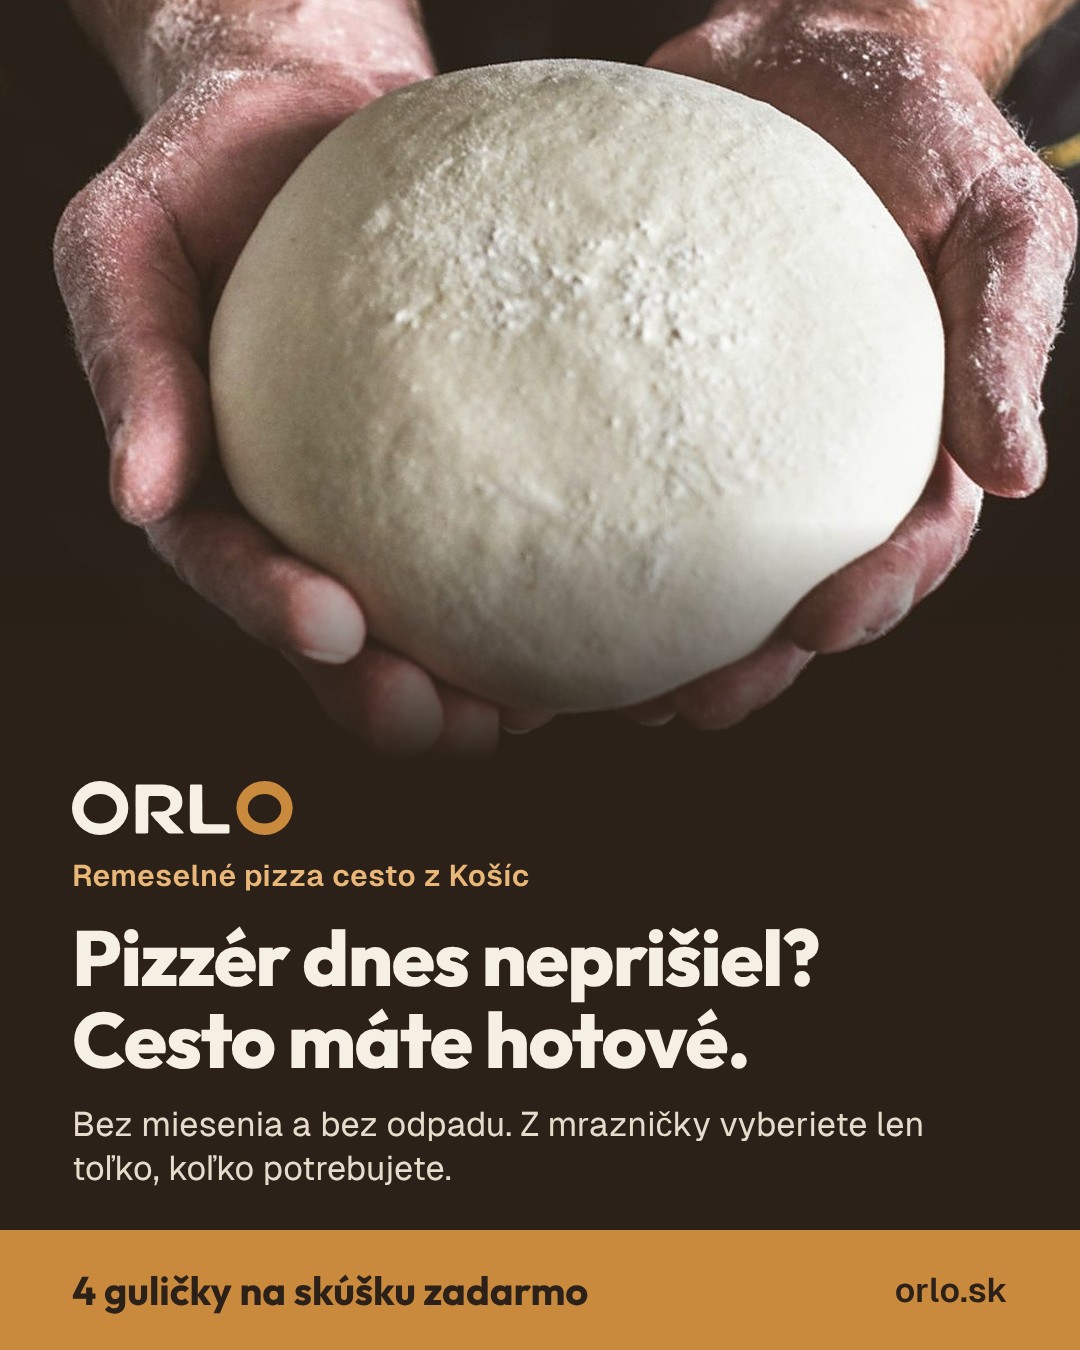 ORLO
Remeselné pizza cesto z Košíc
Pizzér dnes neprišiel?
Cesto máte hotové.
Bez miesenia a bez odpadu. Z mrazničky vyberiete len
toľko, koľko potrebujete.
4 guličky na skúšku zadarmo
orlo.sk